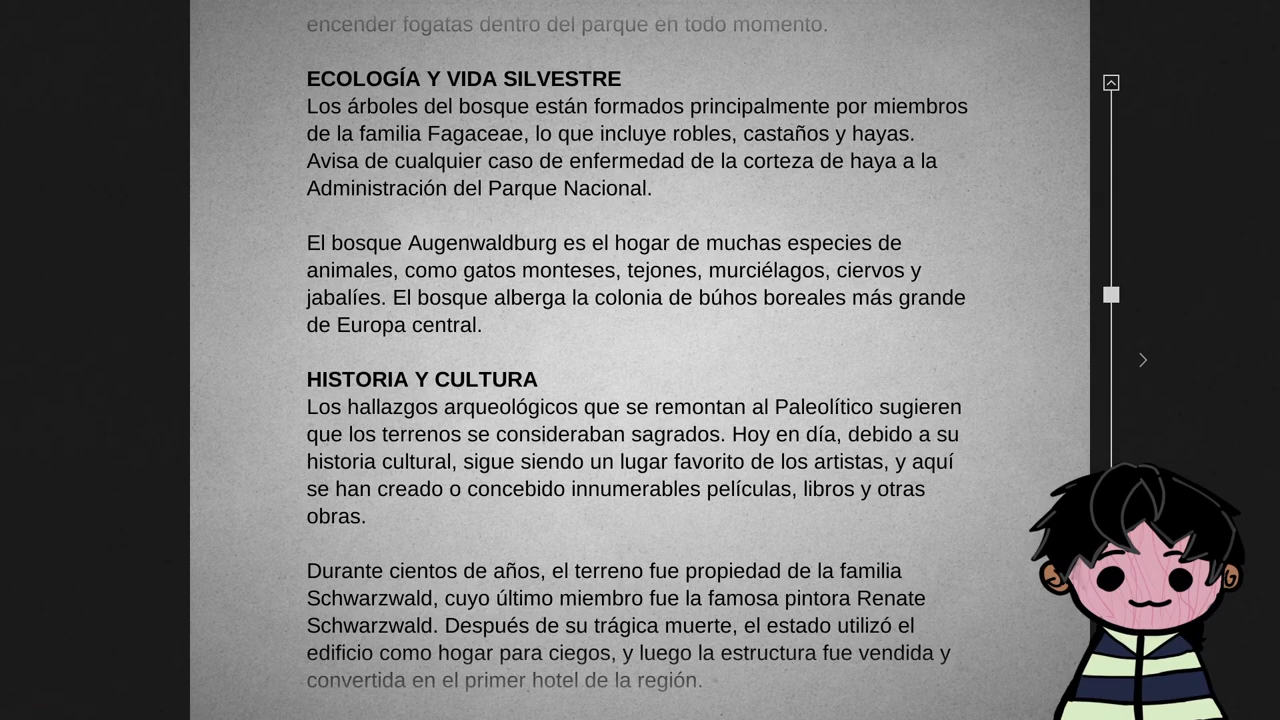 encender fogatas dentro del parque en todo momento.
ECOLOGÍA Y VIDA SILVESTRE
Los árboles del bosque están formados principalmente por miembros
de la familia Fagaceae, lo que incluye robles, castaños y hayas.
Avisa de cualquier caso de enfermedad de la corteza de haya a la
Administración del Parque Nacional.
El bosque Augenwaldburg es el hogar de muchas especies de
animales, como gatos monteses, tejones, murciélagos, ciervos y
jabalíes. El bosque alberga la colonia de búhos boreales más grande
de Europa central.
HISTORIA Y CULTURA
Los hallazgos arqueológicos que se remontan al Paleolítico sugieren
que los terrenos se consideraban sagrados. Hoy en día, debido a su
historia cultural, sigue siendo un lugar favorito de los artistas, y aquí
se han creado o concebido innumerables películas, libros y otras
obras.
Durante cientos de años, el terreno fue propiedad de la familia
Schwarzwald, cuyo último miembro fue la famosa pintora Renate
Schwarzwald. Después de su trágica muerte, el estado utilizó el
edificio como hogar para ciegos, y luego la estructura fue vendida y
convertida en el primer hotel de la región.